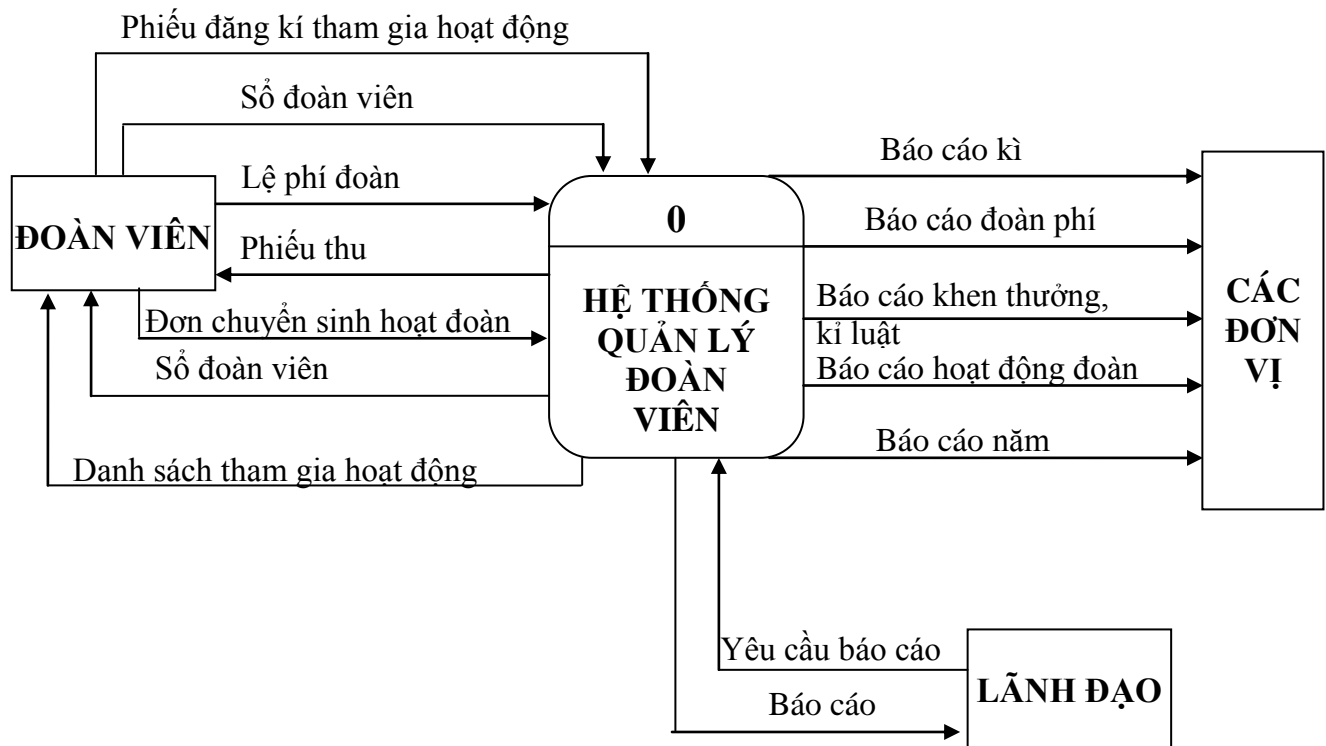 Phiếu đăng kí tham gia hoạt động
Sổ đoàn viên
Lệ phí đoàn
ĐOÀN VIÊN
Phiếu thu
Đơn chuyển sinh hoạt đoàn
Sổ đoàn viên
Danh sách tham gia hoạt động
0
HỆ THỐNG
QUẢN LÝ
ĐOÀN
VIÊN
Báo cáo kì
Báo cáo đoàn phí
Báo cáo khen thưởng,
kỉ luật
Báo cáo hoạt động đoàn
Báo cáo năm
CÁC
ĐƠN
VỊ
Yêu cầu báo cáo
LÃNH ĐẠO
Báo cáo